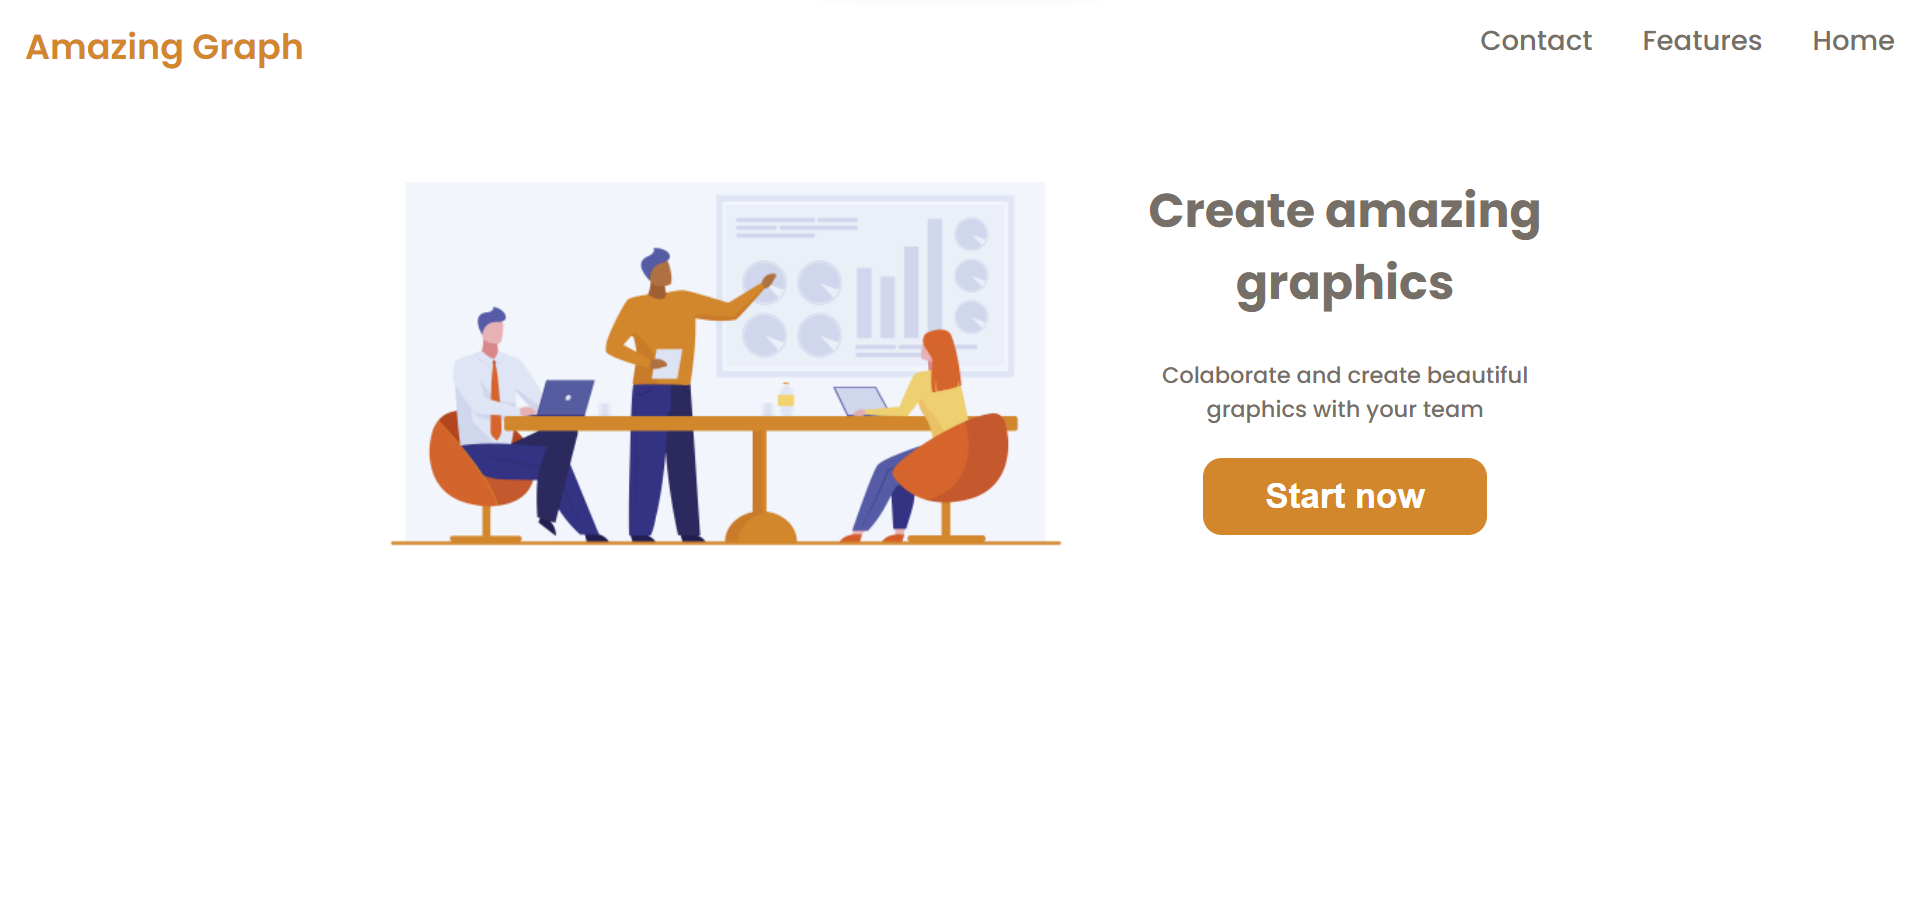 Amazing Graph
Contact Features Home
Create amazing
graphics
Colaborate and create beautiful
graphics with your team
Start now